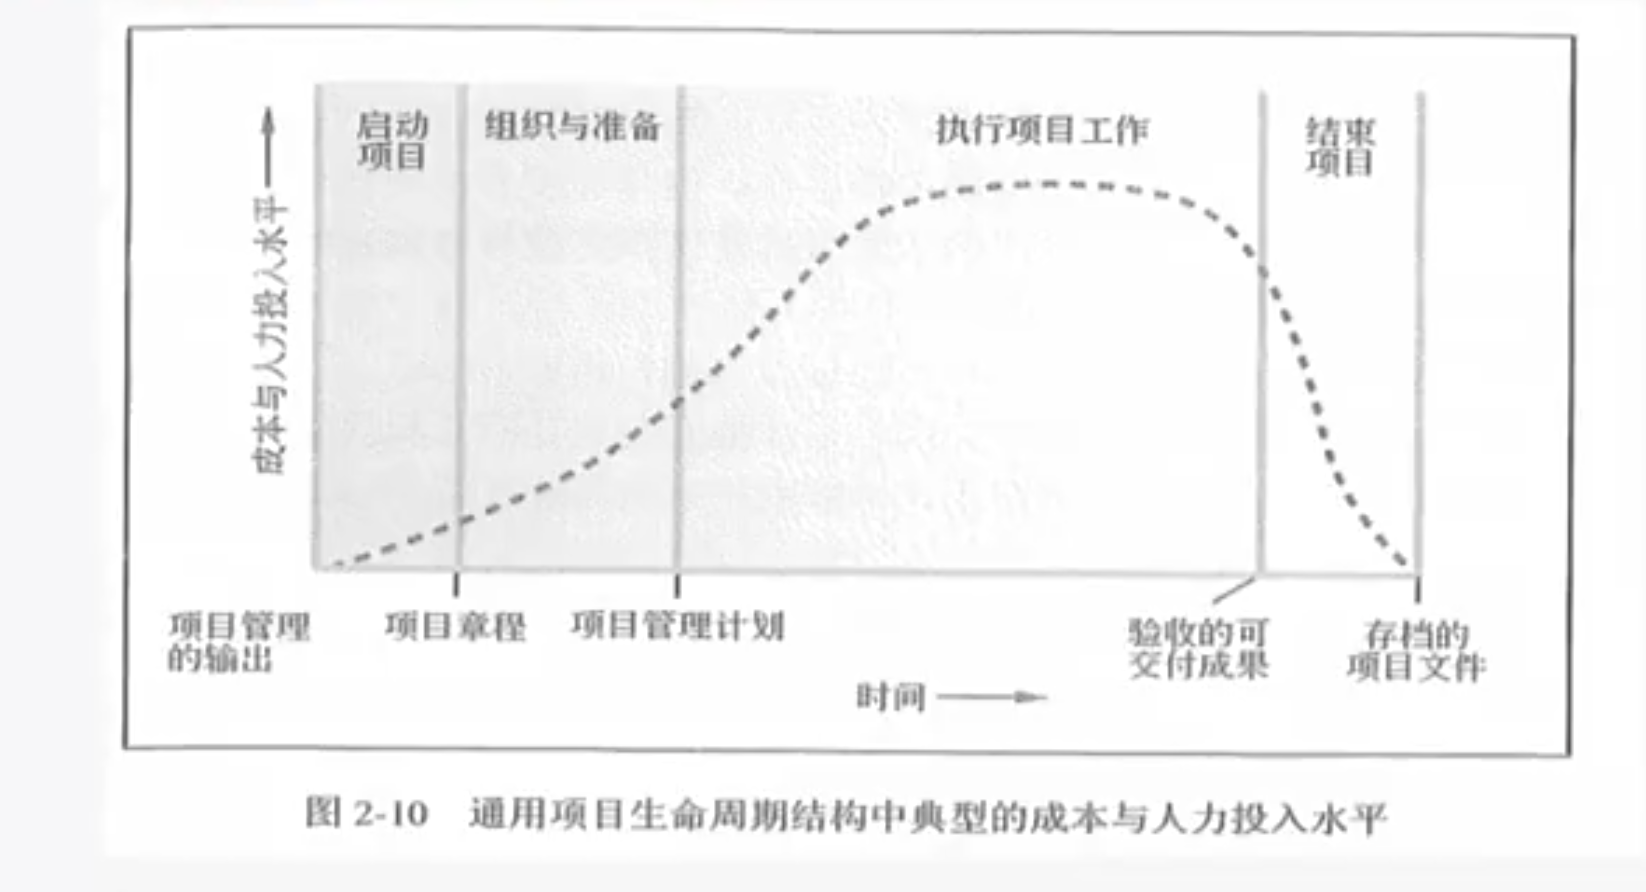 启动
项目
组织与准备
执行项目工作
结束
项目
成本与人力投入水平
项目管理
的输出
项目章程
项目管理计划
验收的可
交付成果
存档的
项目文件
时间
图 2-10 通用项目生命周期结构中典型的成本与人力投入水平